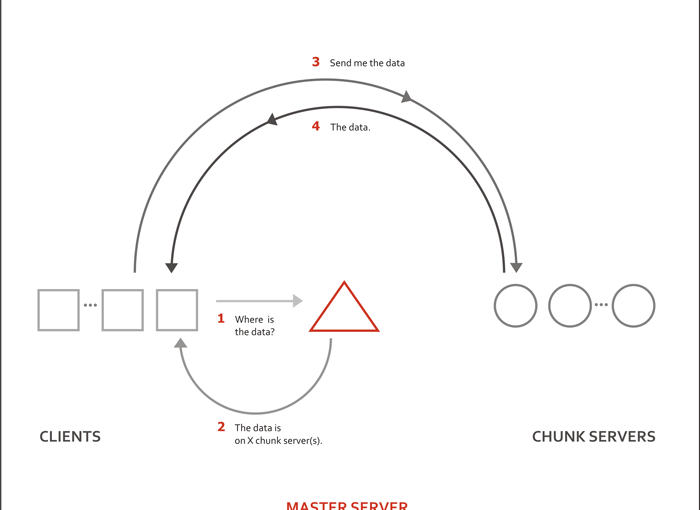 3 Send me the data
4 The data.
1 Where is
the data?
2 The data is
on X chunk server(s).
CLIENTS
CHUNK SERVERS
MASTER SERVER